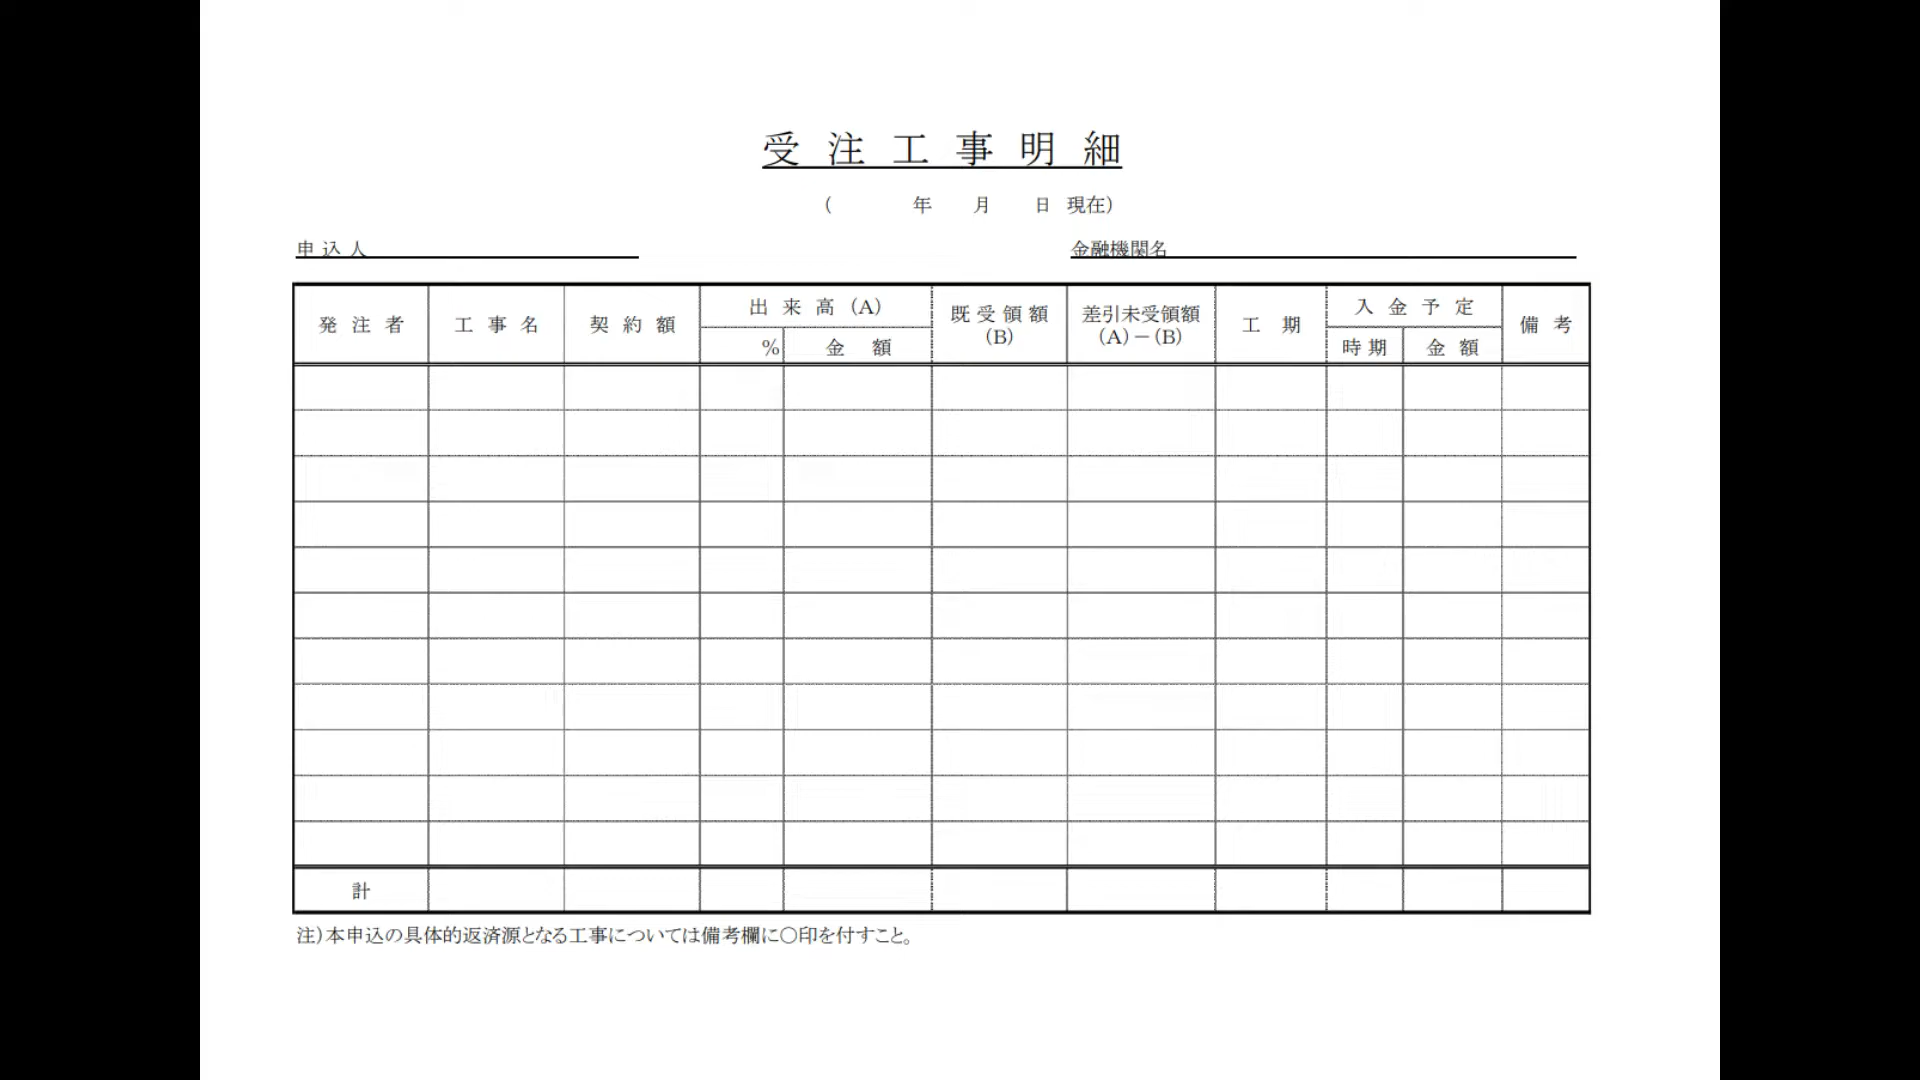 受注工事明細
（　　　年　　月　　日 現在）
申込人
金融機関名
発注者 工事名 契約額 出来高（A） 既受領額 差引未受領額 工期 入金予定 備考
（B） （A）－（B）
% 金額 時期 金額
計
注）本申込の具体的返済源となる工事については備考欄に〇印を付すこと。